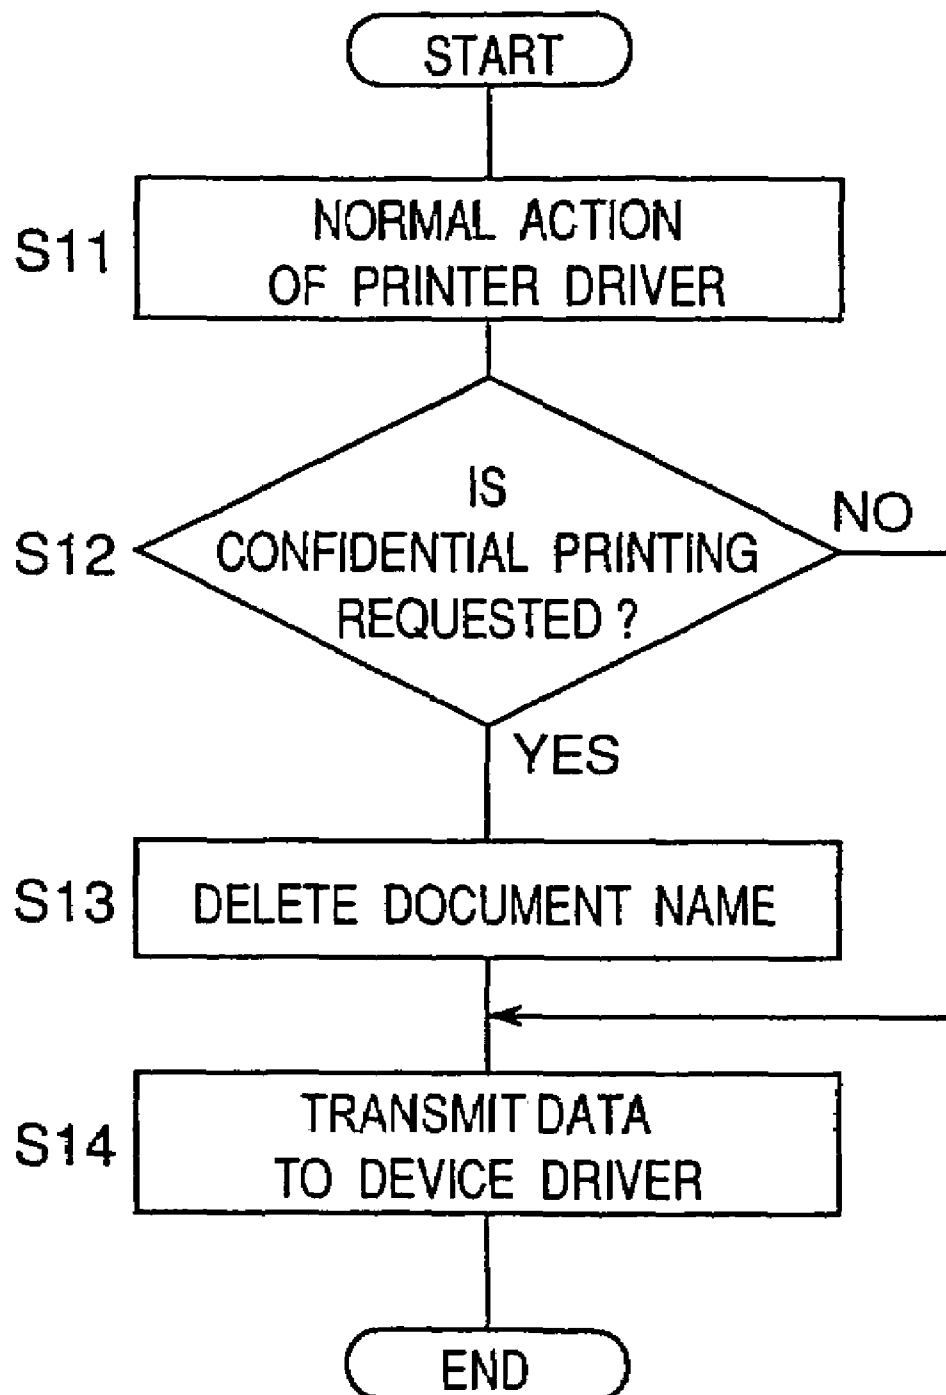 START
S11
NORMAL ACTION
OF PRINTER DRIVER
S12
IS
CONFIDENTIAL PRINTING
REQUESTED ?
NO
YES
S13
DELETE DOCUMENT NAME
S14
TRANSMIT DATA
TO DEVICE DRIVER
END